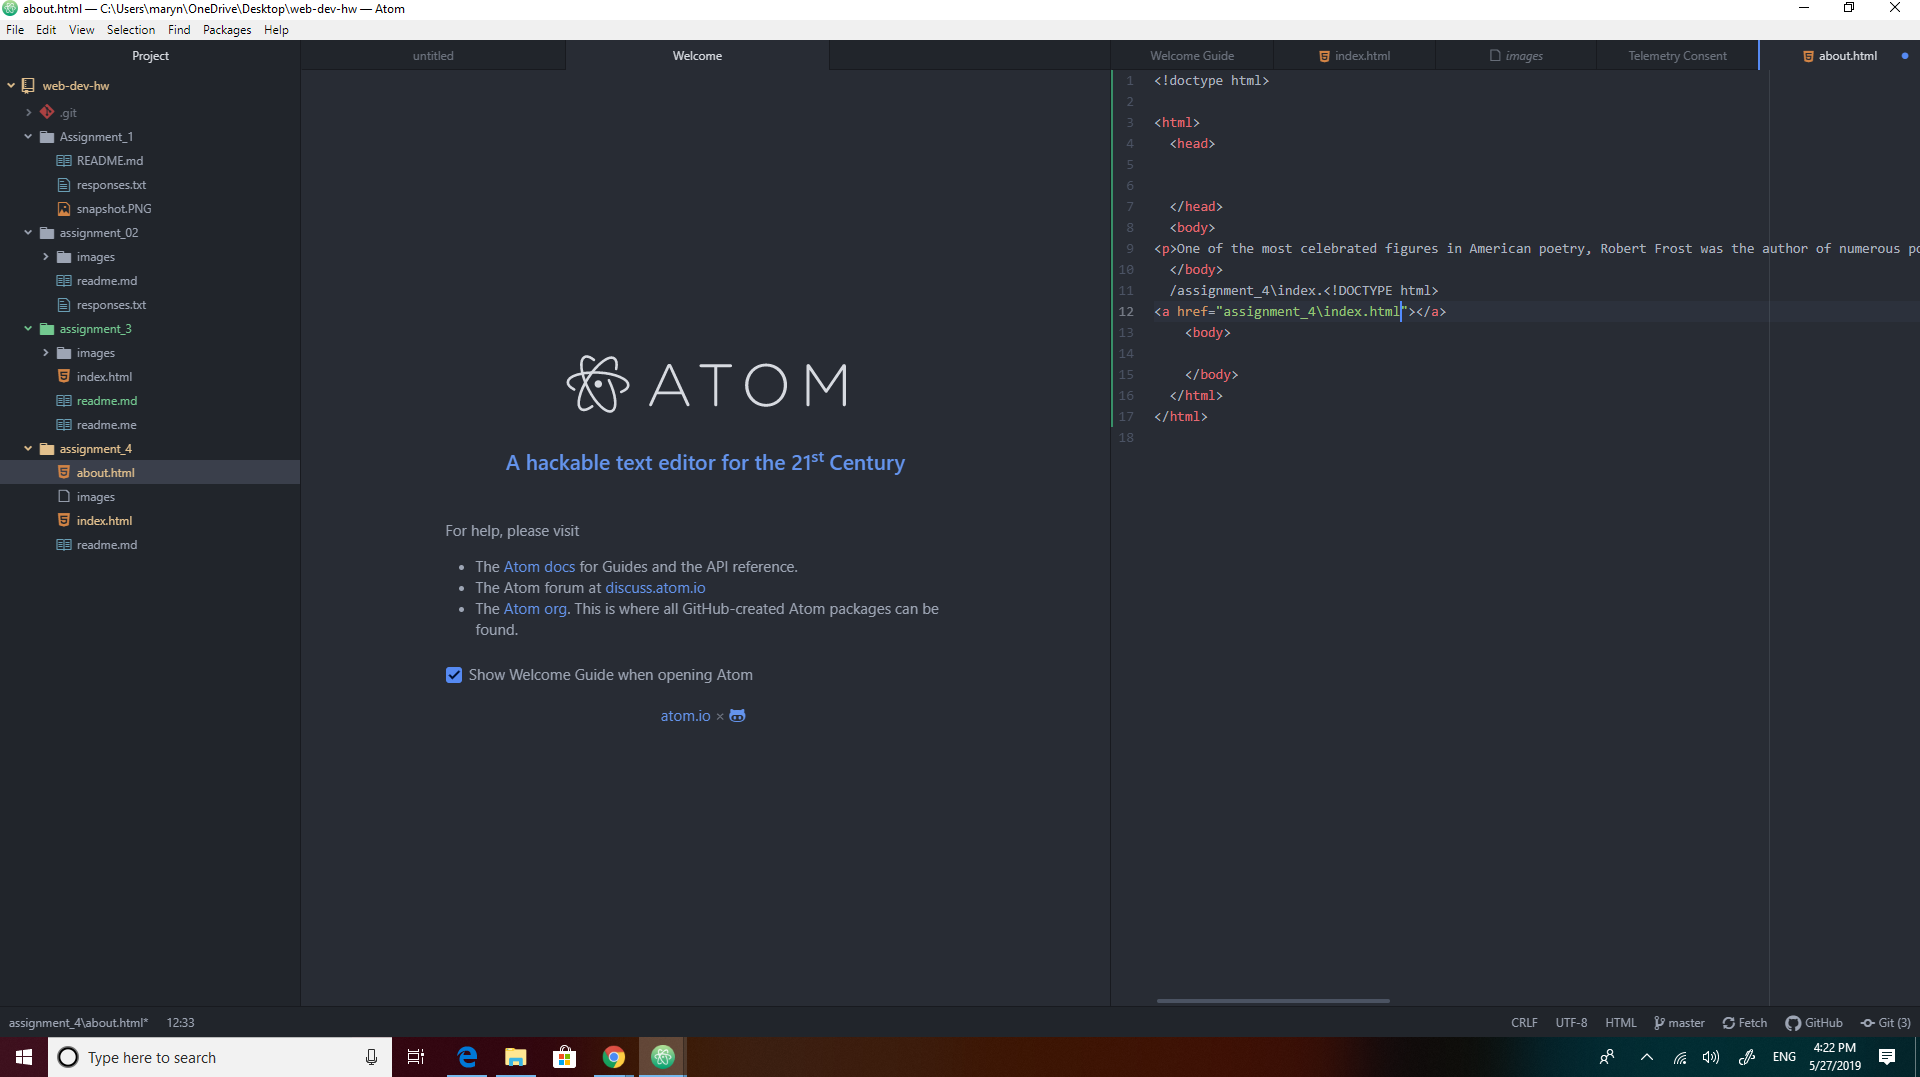 about.html — C:\Users\maryn\OneDrive\Desktop\web-dev-hw — Atom
File Edit View Selection Find Packages Help
Project
web-dev-hw
.git
Assignment_1
README.md
responses.txt
snapshot.PNG
assignment_02
images
readme.md
responses.txt
assignment_3
images
index.html
readme.md
readme.me
assignment_4
about.html
images
index.html
readme.md
untitled Welcome
ATOM
A hackable text editor for the 21st Century
For help, please visit
• The Atom docs for Guides and the API reference.
• The Atom forum at discuss.atom.io
• The Atom org. This is where all GitHub-created Atom packages can be
found.
Show Welcome Guide when opening Atom
atom.io ×
Welcome Guide index.html images Telemetry Consent about.html
1 <!doctype html>
2
3 <html>
4 <head>
5
6
7 </head>
8 <body>
9 <p>One of the most celebrated figures in American poetry, Robert Frost was the author of numerous
10 </body>
11 /assignment_4\index.<!DOCTYPE html>
12 <a href="assignment_4\index.html"></a>
13 <body>
14
15 </body>
16 </html>
17 </html>
18
assignment_4\about.html* 12:33
CRLF UTF-8 HTML master Fetch GitHub Git (3)
Type here to search
ENG
4:22 PM
5/27/2019